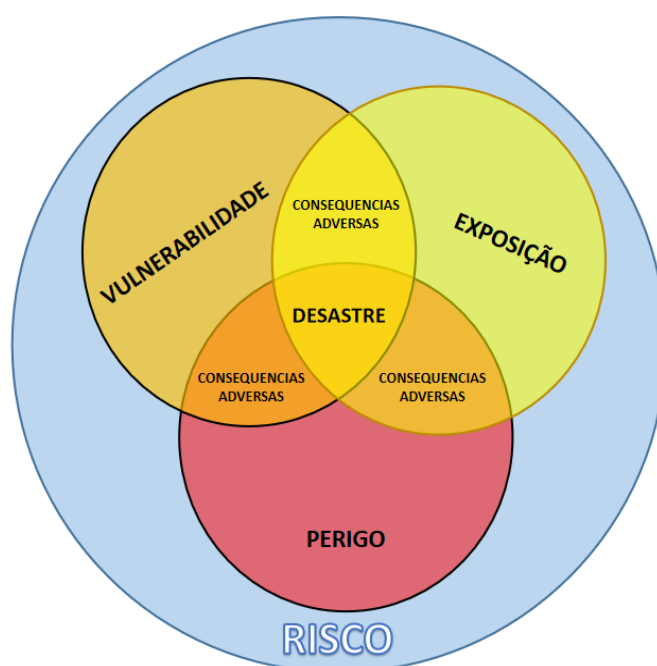 VULNERABILIDADE
CONSEQUENCIAS
ADVERSAS
EXPOSIÇÃO
DESASTRE
CONSEQUENCIAS
ADVERSAS
CONSEQUENCIAS
ADVERSAS
PERIGO
RISCO